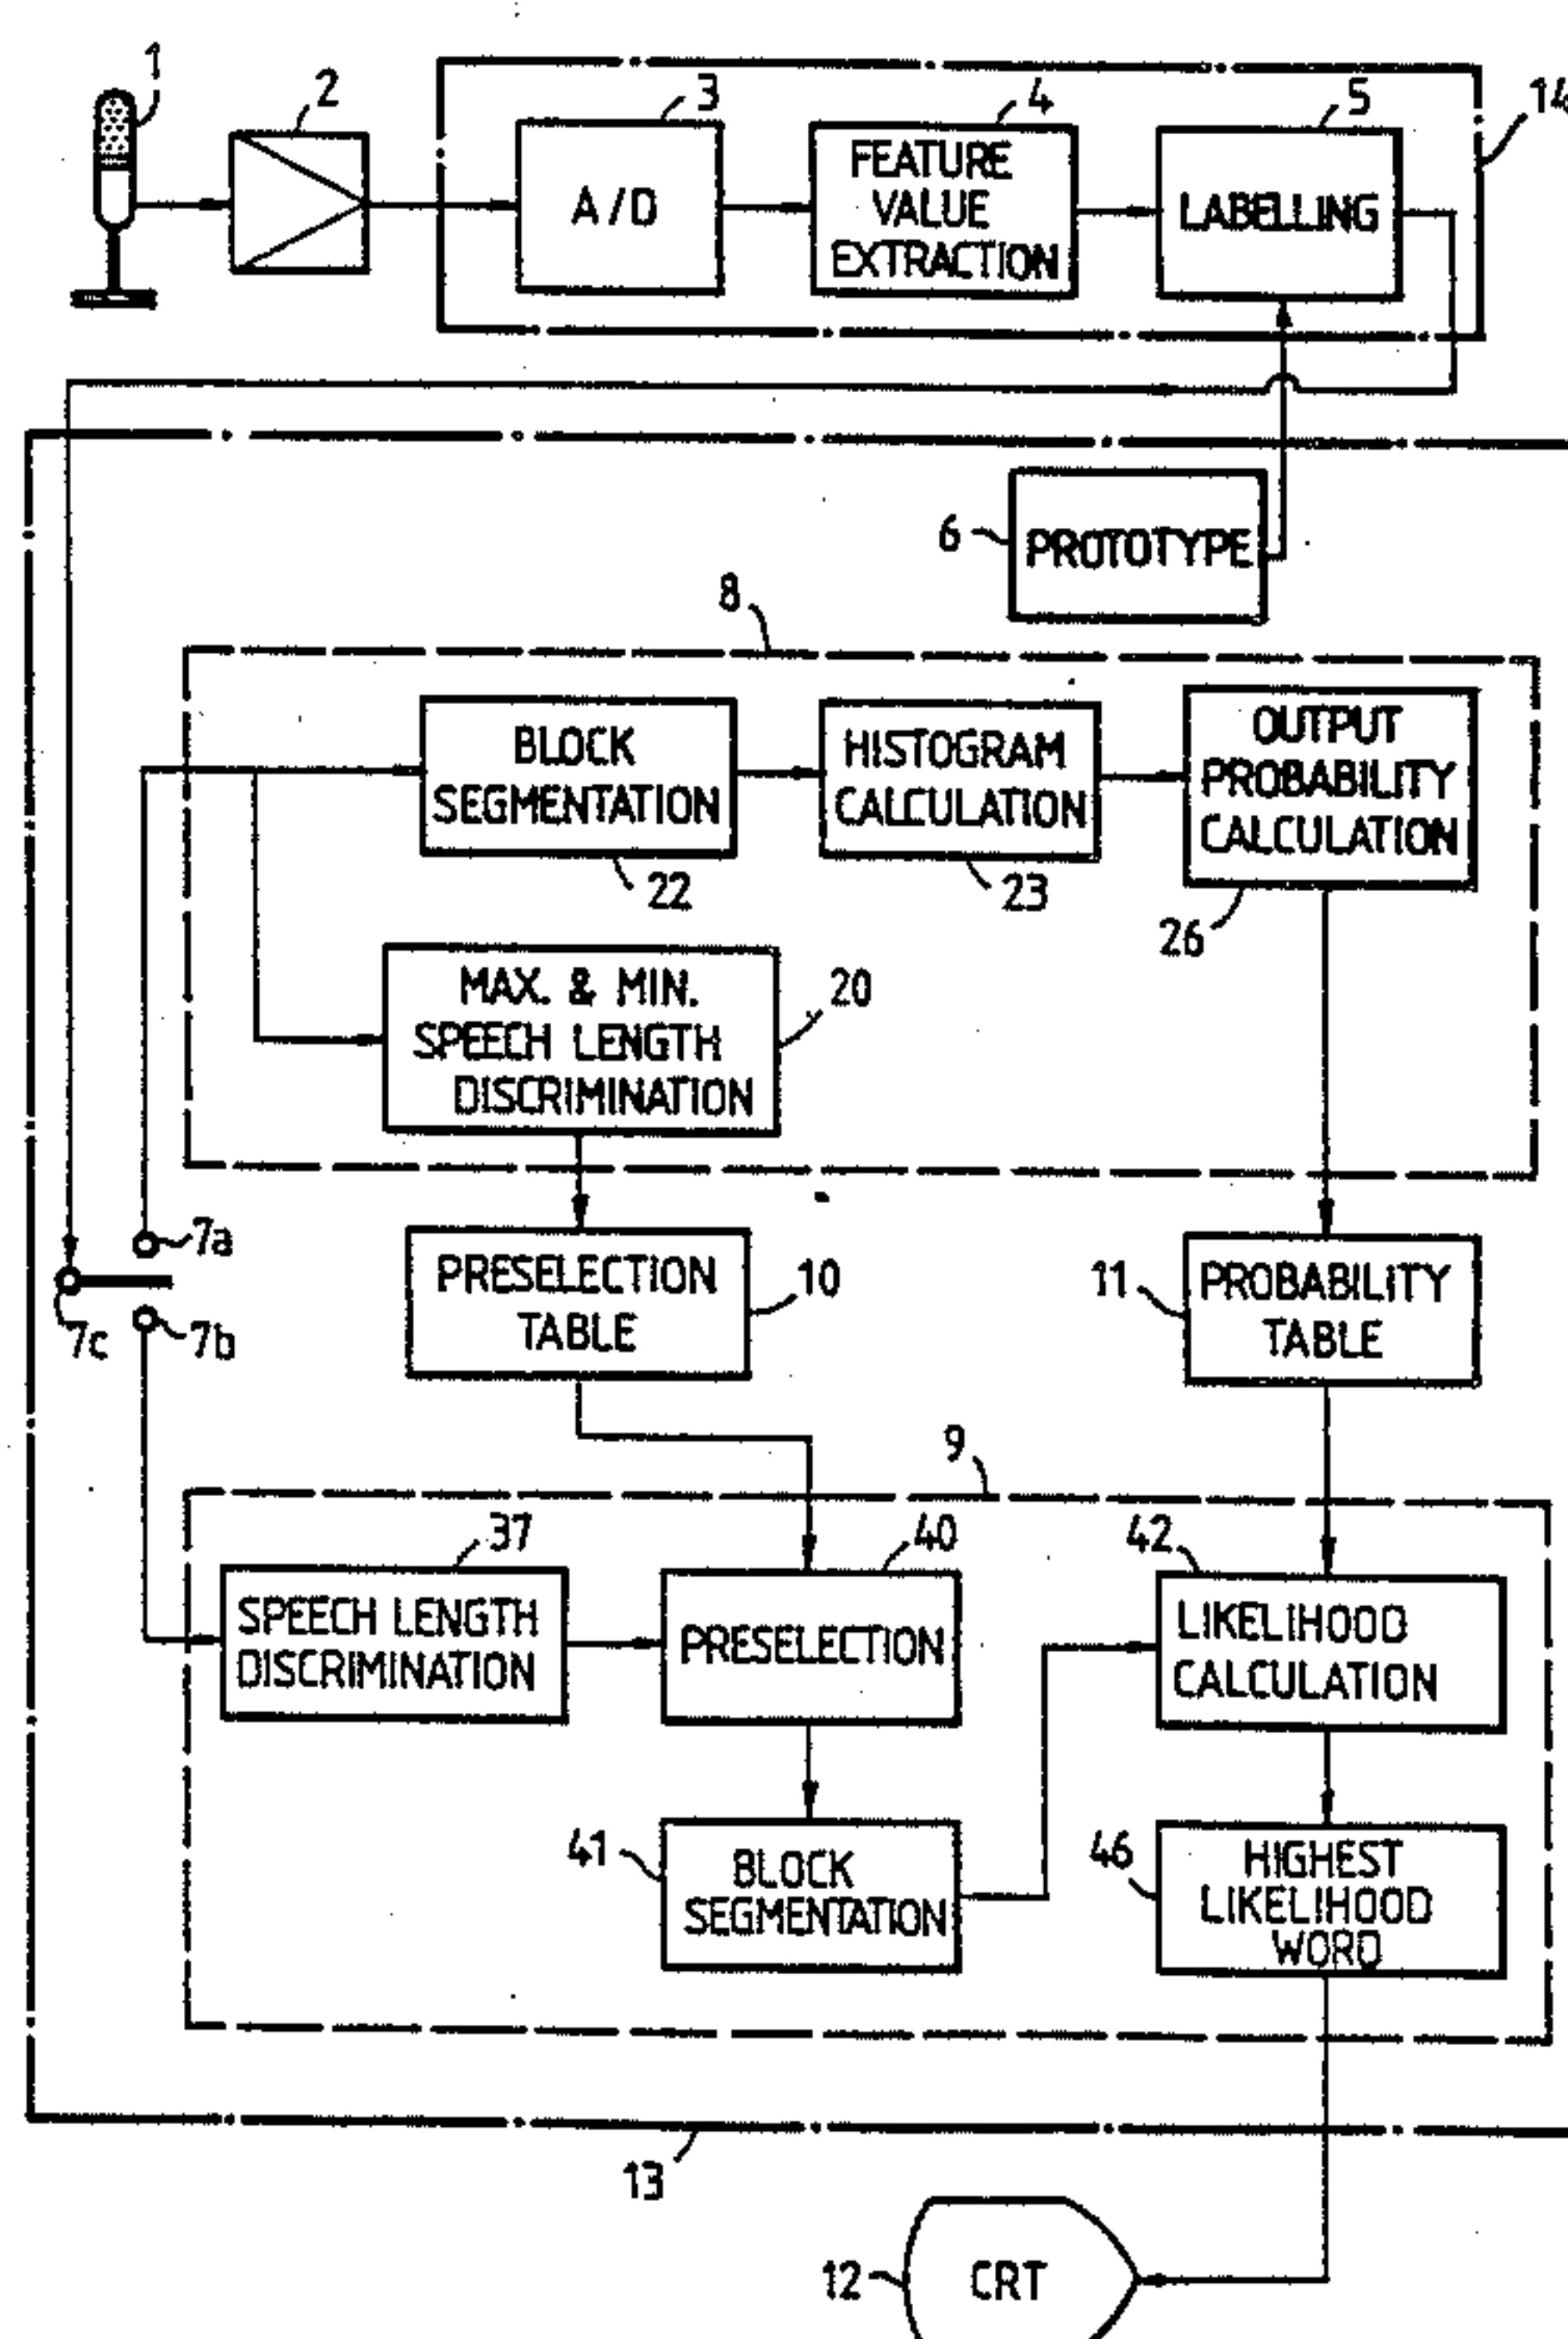 1
2
3
4
5
14
A/D
FEATURE
VALUE
EXTRACTION
LABELLING
6
PROTOTYPE
8
BLOCK
SEGMENTATION
22
HISTOGRAM
CALCULATION
23
OUTPUT
PROBABILITY
CALCULATION
26
MAX. & MIN.
SPEECH LENGTH
DISCRIMINATION
20
7a
7c
7b
PRESELECTION
TABLE
10
11
PROBABILITY
TABLE
9
37
SPEECH LENGTH
DISCRIMINATION
40
PRESELECTION
42
LIKELIHOOD
CALCULATION
41
BLOCK
SEGMENTATION
46
HIGHEST
LIKELIHOOD
WORD
13
12
CRT